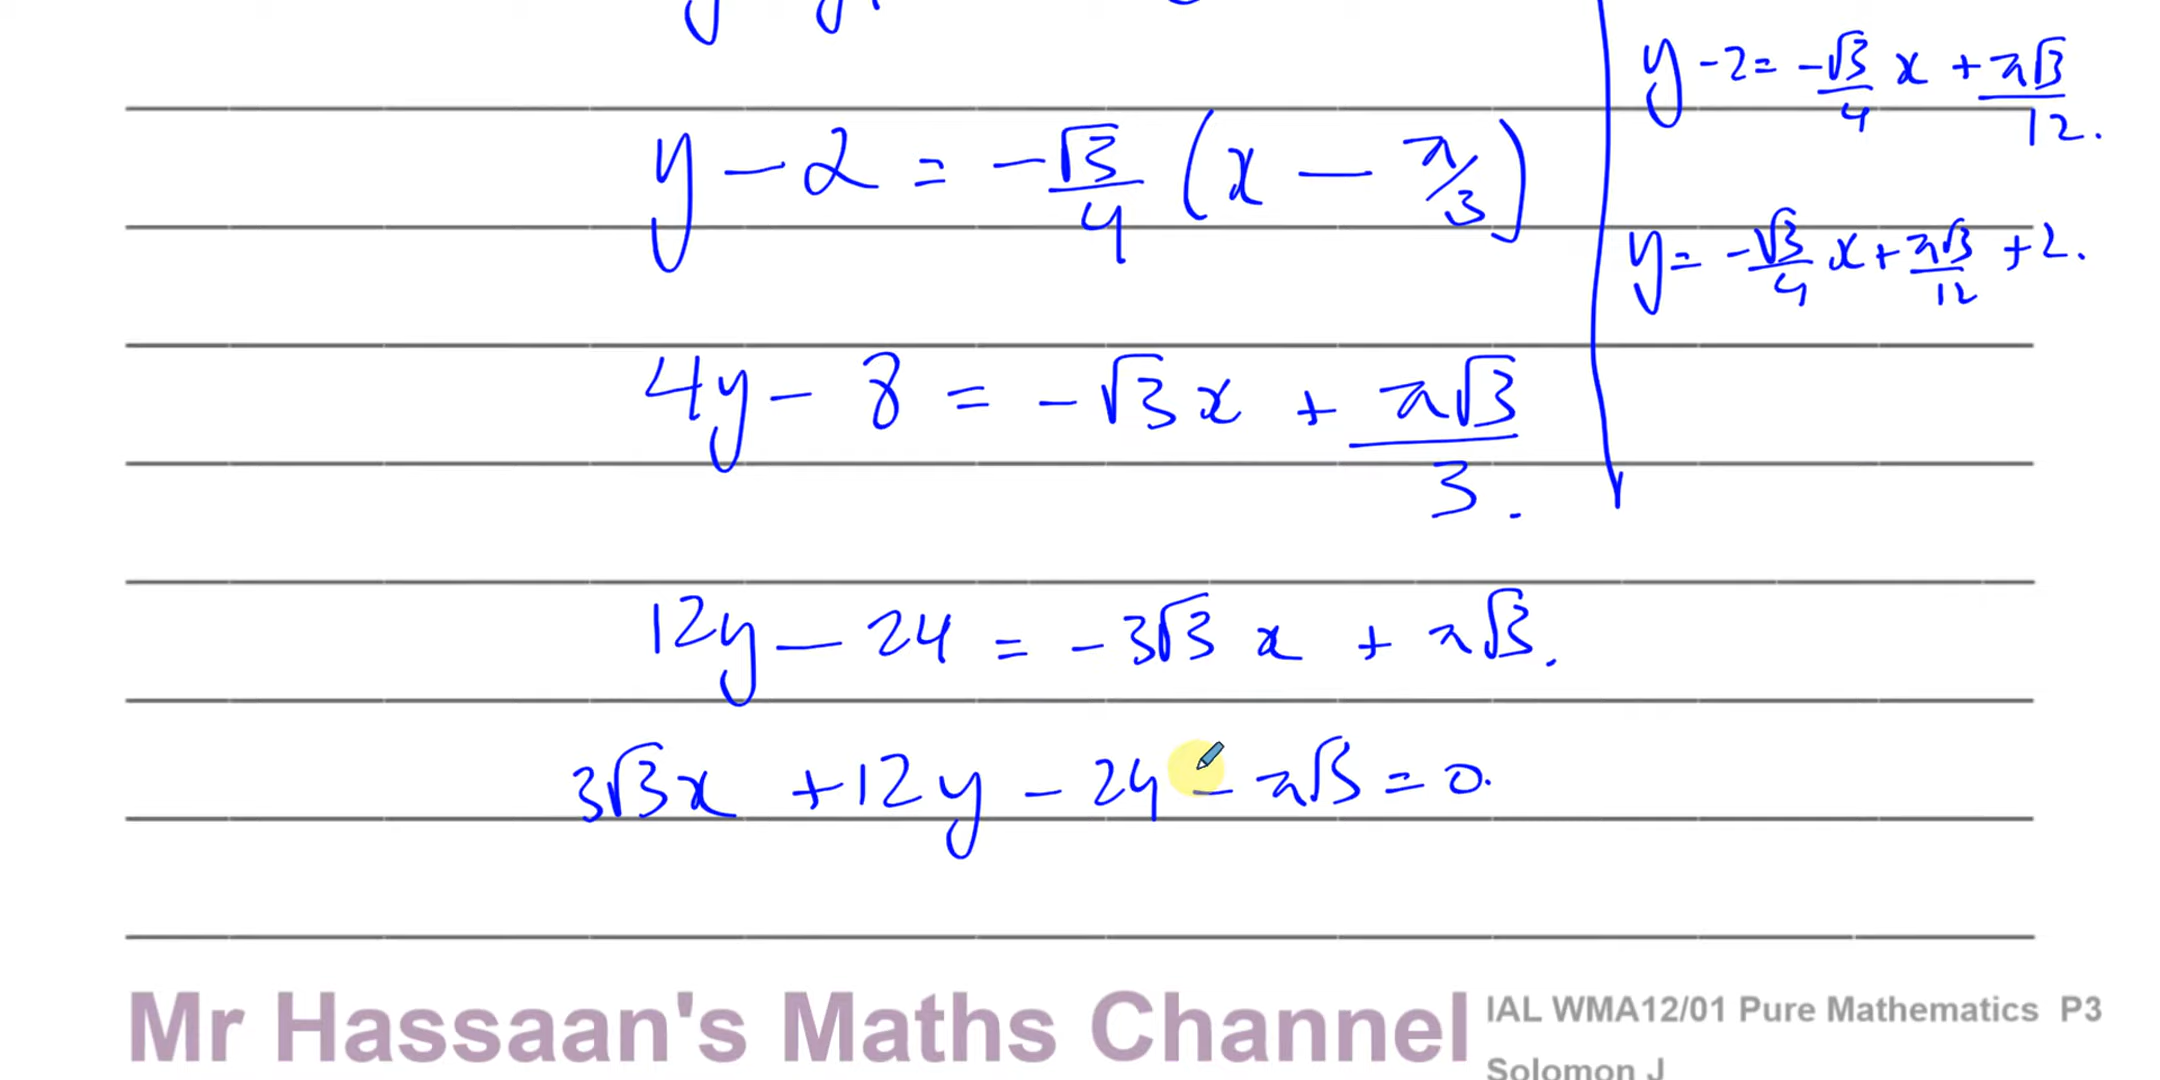 y - 2 = -√3/4 (x - π/3)
4y - 8 = -√3x + π√3/3.
12y - 24 = -3√3 x + π√3.
3√3x + 12y - 24 - π√3 = 0.
y - 2 = -√3/4 x + π√3/12.
y = -√3/4 x + π√3/12 + 2.
Mr Hassaan's Maths Channel
IAL WMA12/01 Pure Mathematics P3
Solomon J